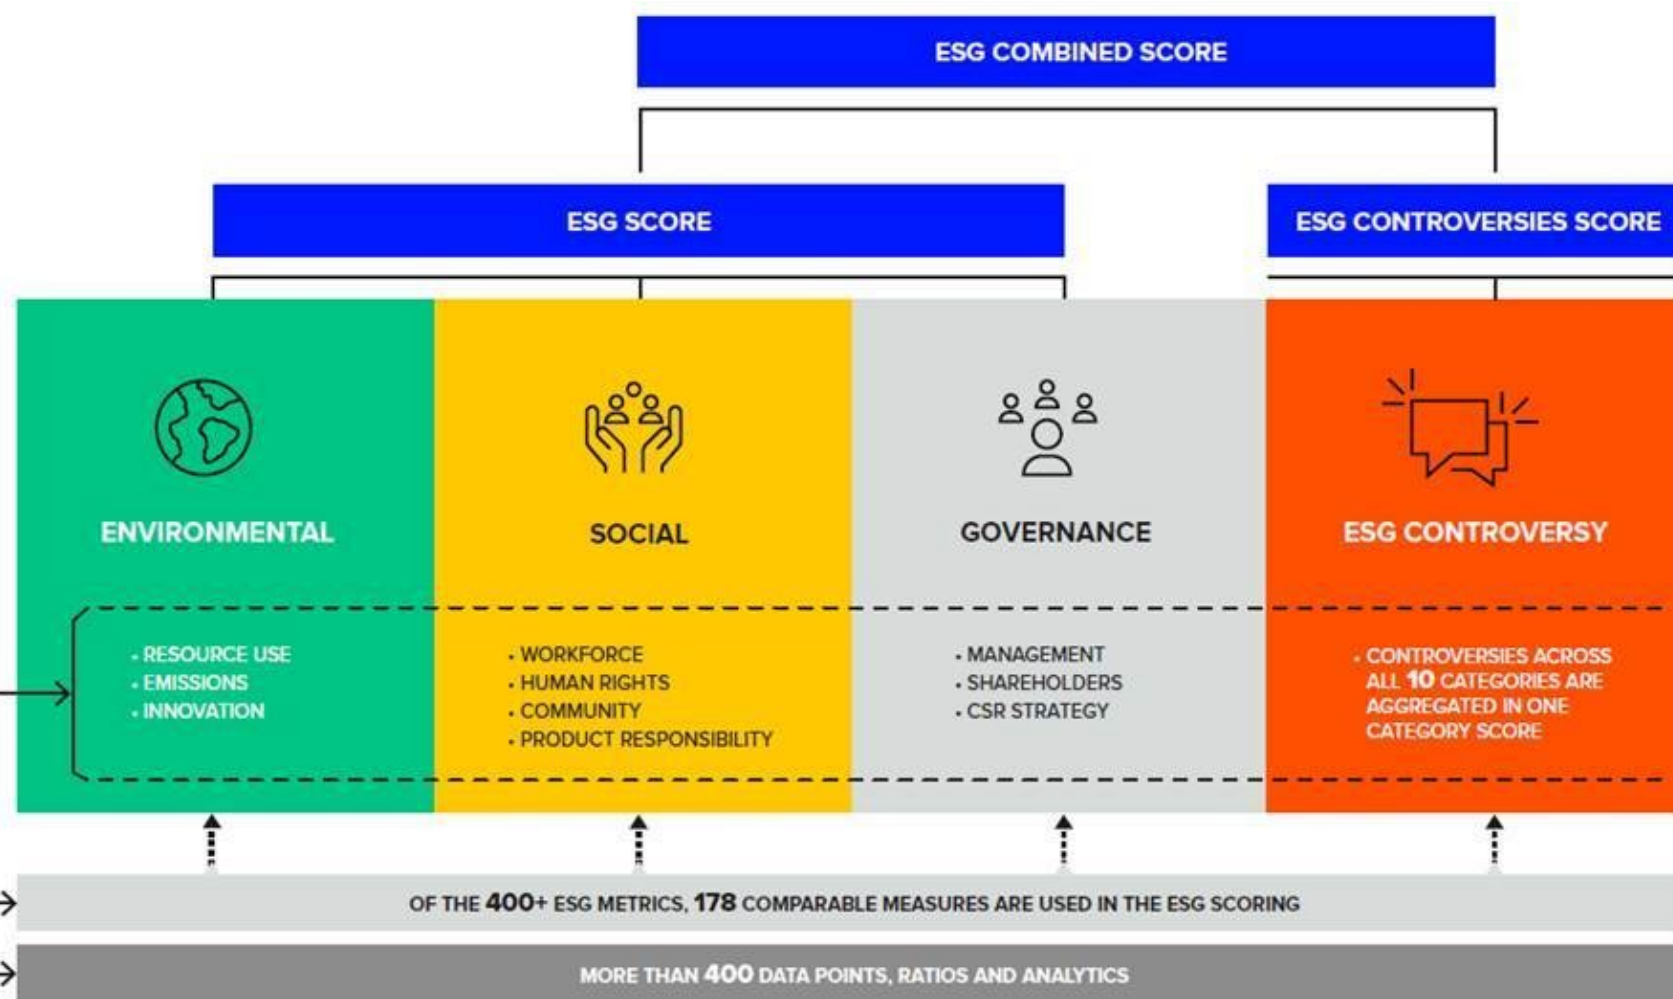 ESG COMBINED SCORE
ESG SCORE
ESG CONTROVERSIES SCORE
ENVIRONMENTAL
• RESOURCE USE
• EMISSIONS
• INNOVATION
SOCIAL
• WORKFORCE
• HUMAN RIGHTS
• COMMUNITY
• PRODUCT RESPONSIBILITY
GOVERNANCE
• MANAGEMENT
• SHAREHOLDERS
• CSR STRATEGY
ESG CONTROVERSY
• CONTROVERSIES ACROSS
ALL 10 CATEGORIES ARE
AGGREGATED IN ONE
CATEGORY SCORE
OF THE 400+ ESG METRICS, 178 COMPARABLE MEASURES ARE USED IN THE ESG SCORING
MORE THAN 400 DATA POINTS, RATIOS AND ANALYTICS